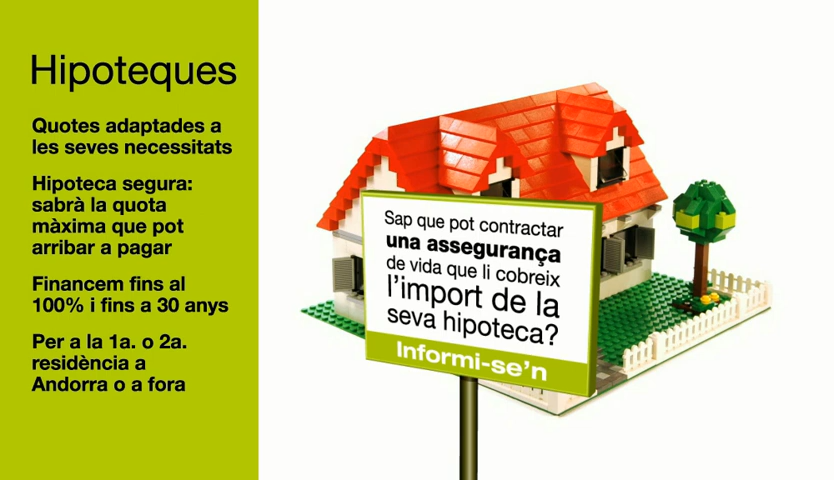 Hipoteques
Quotes adaptades a
les seves necessitats
Hipoteca segura:
sabrà la quota
màxima que pot
arribar a pagar
Financem fins al
100% i fins a 30 anys
Per a la 1a. o 2a.
residència a
Andorra o a fora
Sap que pot contractar
una assegurança
de vida que li cobreix
l'import de la
seva hipoteca?
Informi-se'n